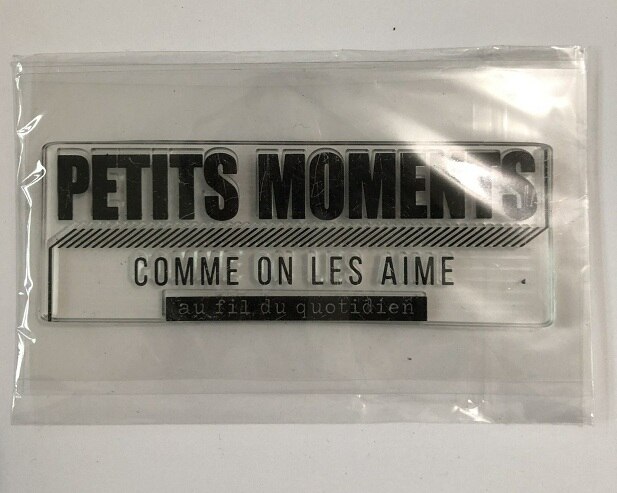 PETITS MOMENTS
COMME ON LES AIME
au fil du quotidien